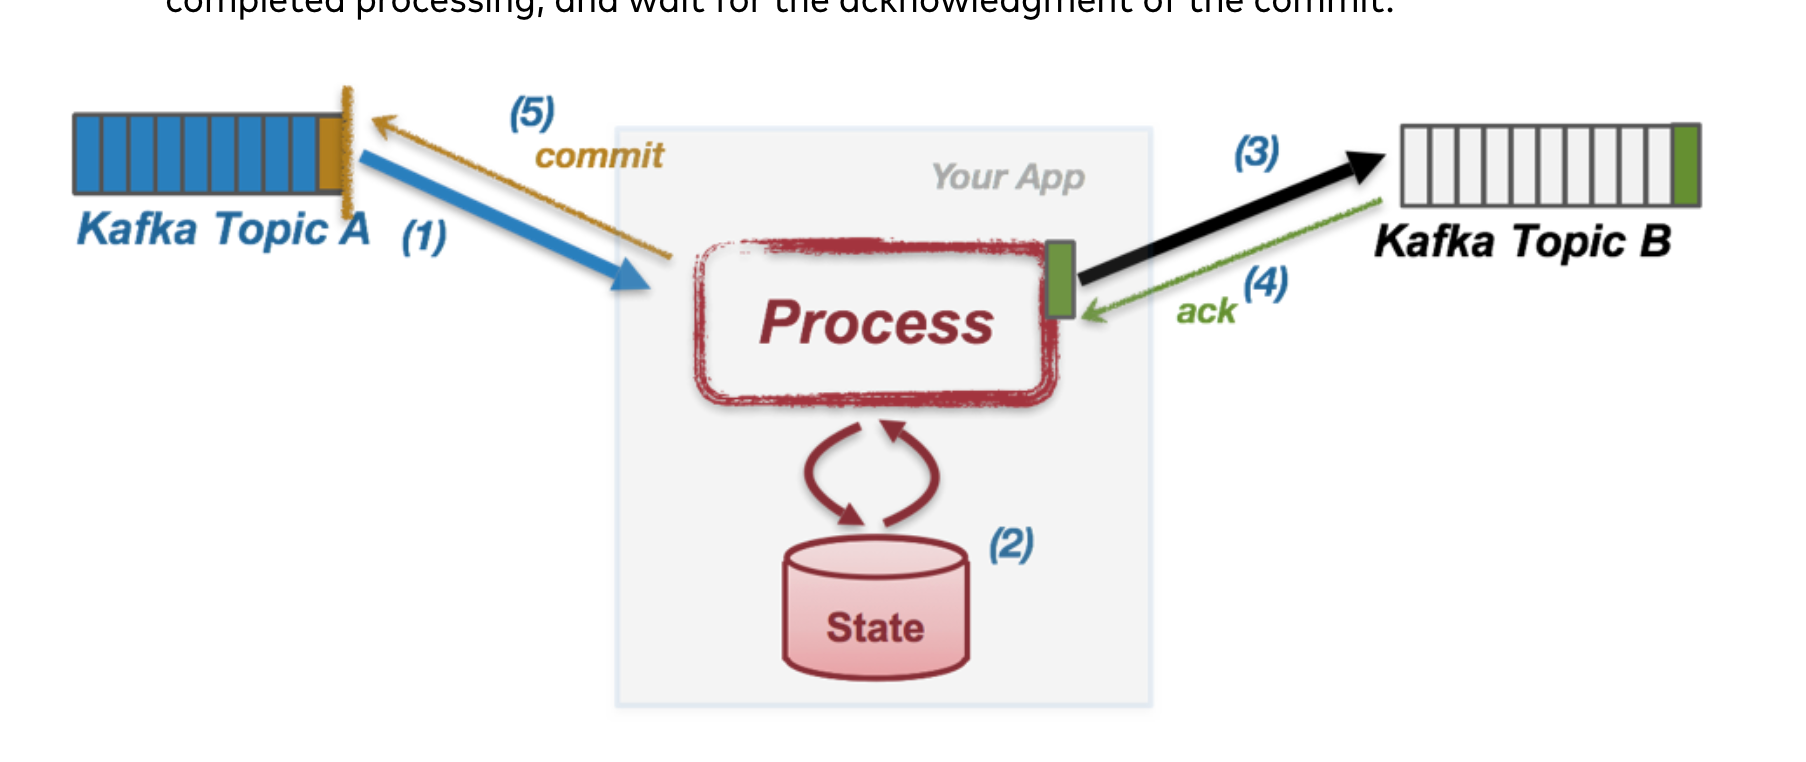 completed processing, and wait for the acknowledgment of the commit.
(5)
commit
Your App
(3)
Kafka Topic A
(1)
Kafka Topic B
(4)
ack
Process
(2)
State